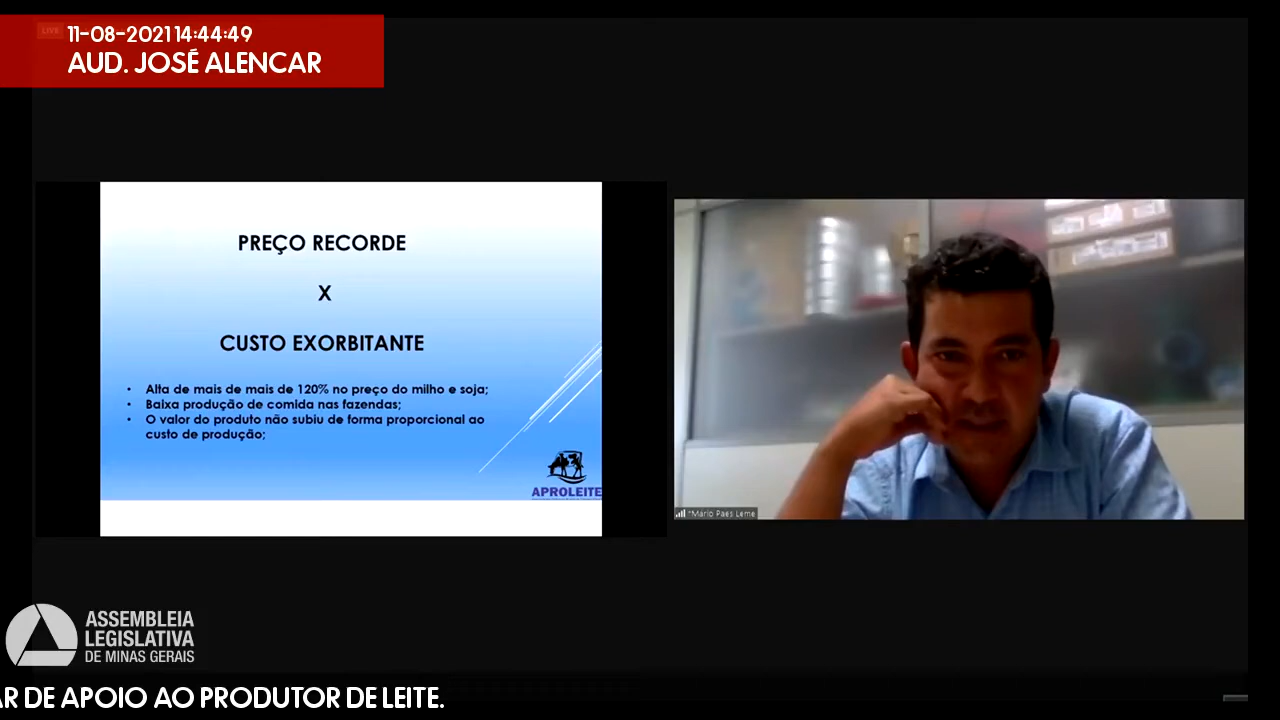 LIVE
11-08-2021 14:44:49
AUD. JOSÉ ALENCAR
PREÇO RECORDE
X
CUSTO EXORBITANTE
• Alta de mais de mais de 120% no preço do milho e soja;
• Baixa produção de comida nas fazendas;
• O valor do produto não subiu de forma proporcional ao
custo de produção;
APROLEITE
*Mário Paes Leme
ASSEMBLEIA
LEGISLATIVA
DE MINAS GERAIS
AR DE APOIO AO PRODUTOR DE LEITE.